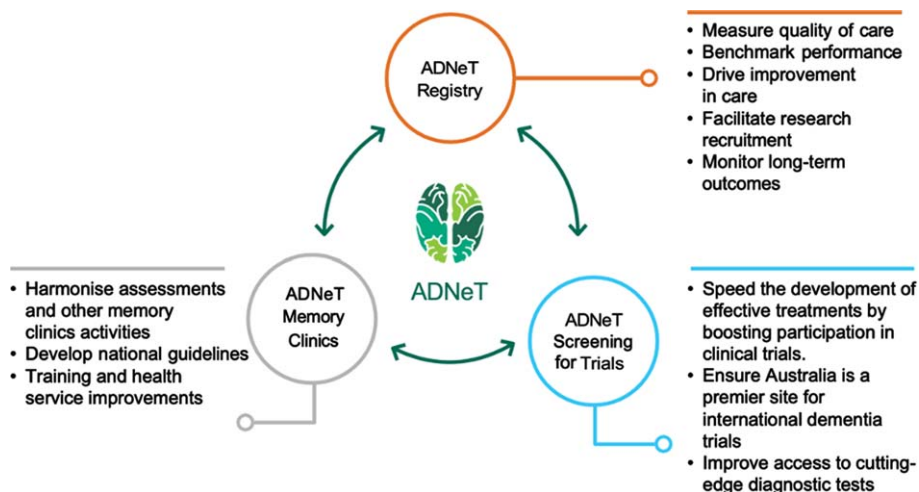 ADNeT
Registry
• Measure quality of care
• Benchmark performance
• Drive improvement
in care
• Facilitate research
recruitment
• Monitor long-term
outcomes
ADNeT
• Harmonise assessments
and other memory
clinics activities
• Develop national guidelines
• Training and health
service improvements
ADNeT
Memory
Clinics
ADNeT
Screening
for Trials
• Speed the development of
effective treatments by
boosting participation in
clinical trials.
• Ensure Australia is a
premier site for
international dementia
trials
• Improve access to cutting-
edge diagnostic tests